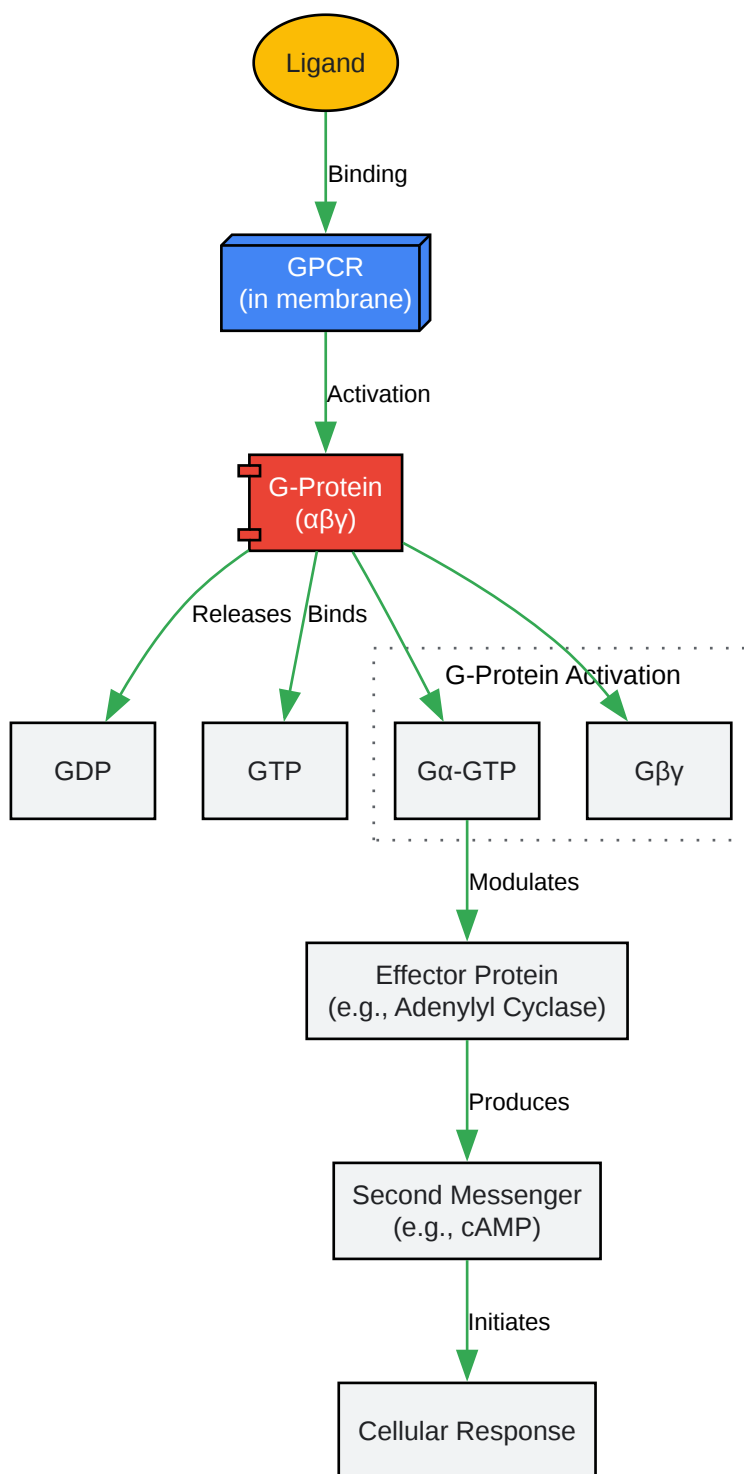 Ligand
Binding
GPCR
(in membrane)
Activation
G-Protein
(αβγ)
Releases
Binds
G-Protein Activation
GDP
GTP
Gα-GTP
Gβγ
Modulates
Effector Protein
(e.g., Adenylyl Cyclase)
Produces
Second Messenger
(e.g., cAMP)
Initiates
Cellular Response